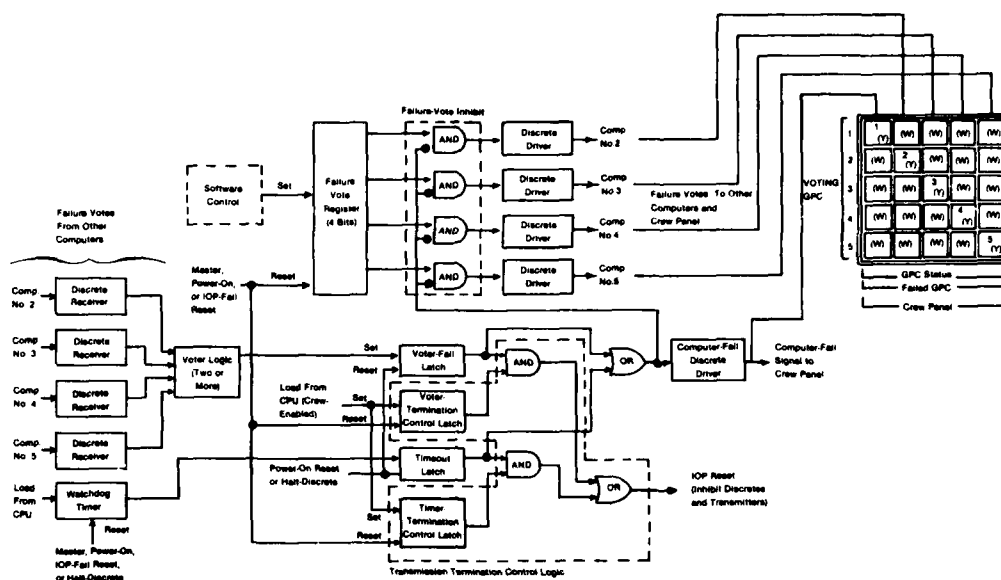 Failure-Vote Inhibit
AND
AND
AND
AND
Discrete
Driver
Discrete
Driver
Discrete
Driver
Discrete
Driver
Comp
No.2
Comp
No 3
Comp
No 4
Comp
No.5
Failure Votes To Other
Computers and
Crew Panel
Software
Control
Set
Failure
Vote
Register
(4 Bits)
Reset
Master,
Power-On,
or IOP-Fail
Reset
VOTING
GPC
1
2
3
4
5
1 (Y) (W) (W) (W) (W)
(W) 2 (Y) (W) (W) (W)
(W) (W) 3 (Y) (W) (W)
(W) (W) (W) 4 (Y) (W)
(W) (W) (W) (W) 5 (Y)
GPC Status
Failed GPC
Crew Panel
Failure Votes
From Other
Computers
Comp
No 2
Discrete
Receiver
Comp
No 3
Discrete
Receiver
Comp
No 4
Discrete
Receiver
Comp
No 5
Discrete
Receiver
Voter Logic
(Two or
More)
Load
From
CPU
Watchdog
Timer
Reset
Master, Power-On,
IOP-Fail Reset,
or Halt-Discrete
Set
Reset
Voter-Fail
Latch
Load From
CPU (Crew-
Enabled)
Set
Reset
Voter-
Termination
Control Latch
Power-On Reset
or Halt-Discrete
Timeout
Latch
Set
Reset
Timer
Termination
Control Latch
AND
AND
OR
OR
Computer-Fail
Discrete
Driver
Computer-Fail
Signal to
Crew Panel
IOP Reset
(Inhibit Discretes
and Transmitters)
Transmission Termination Control Logic